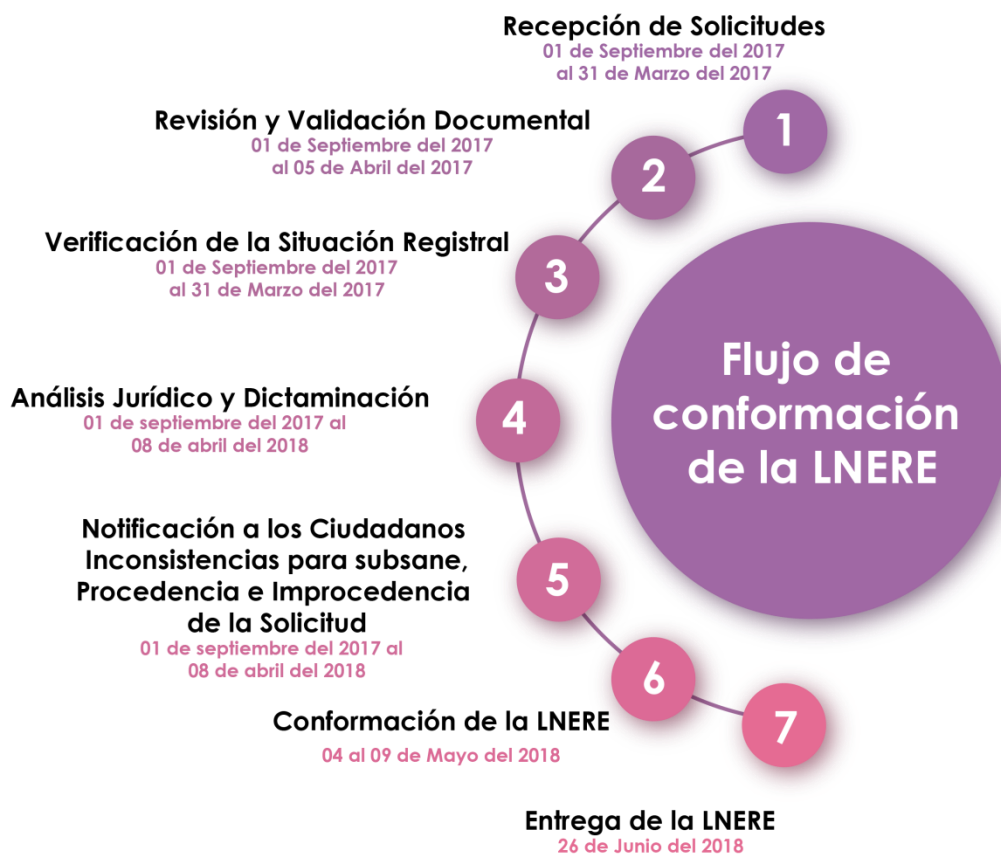 Recepción de Solicitudes
01 de Septiembre del 2017
al 31 de Marzo del 2017
1
Revisión y Validación Documental
01 de Septiembre del 2017
al 05 de Abril del 2017
2
Verificación de la Situación Registral
01 de Septiembre del 2017
al 31 de Marzo del 2017
3
Análisis Jurídico y Dictaminación
01 de septiembre del 2017 al
08 de abril del 2018
4
Notificación a los Ciudadanos
Inconsistencias para subsane,
Procedencia e Improcedencia
de la Solicitud
01 de septiembre del 2017 al
08 de abril del 2018
5
Conformación de la LNERE
04 al 09 de Mayo del 2018
6
Entrega de la LNERE
26 de Junio del 2018
7
Flujo de
conformación
de la LNERE